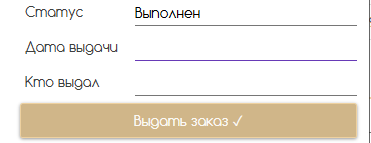 Статус Выполнен
Дата выдачи
Кто выдал
Выдать заказ ✓